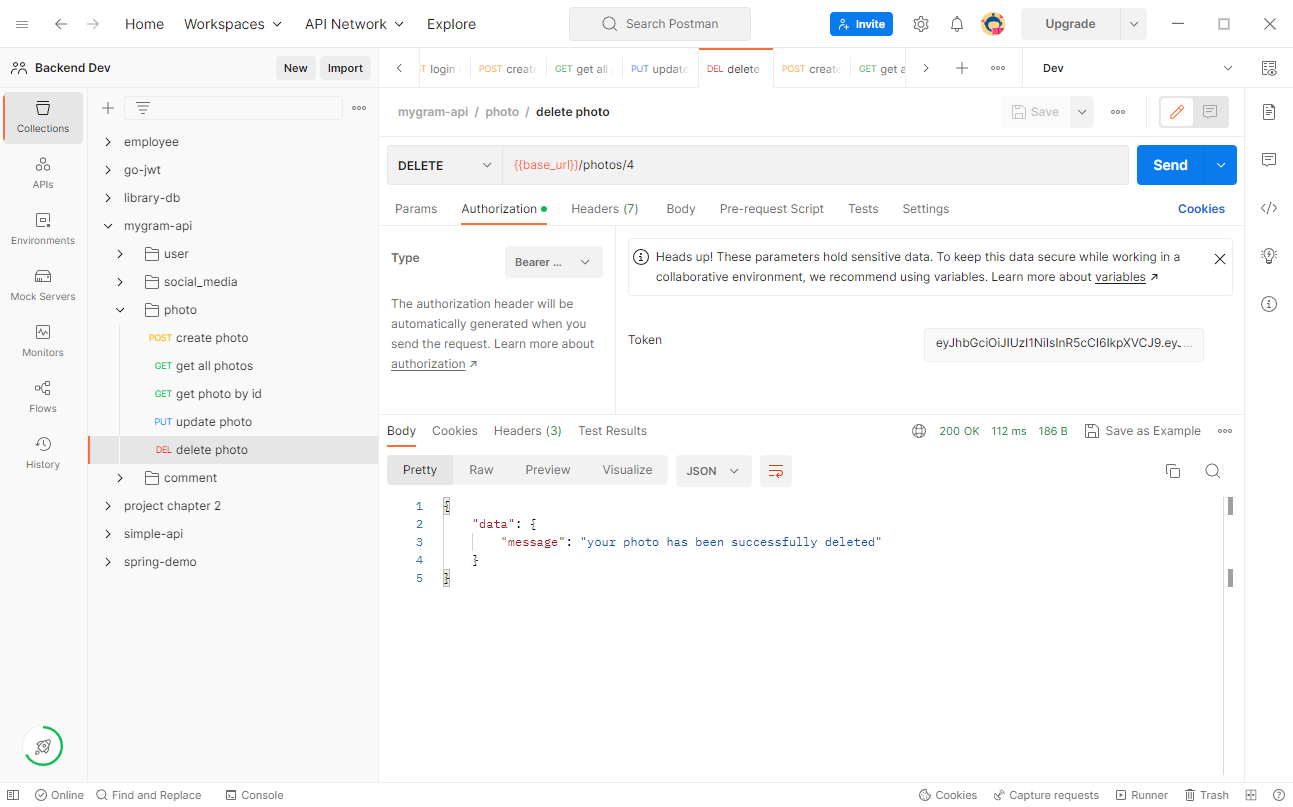 Home Workspaces API Network Explore Search Postman Invite Upgrade
Backend Dev New Import login POST create GET get all PUT update DEL delete POST create GET get a Dev
Collections
APIs
Environments
Mock Servers
Monitors
Flows
History
employee
go-jwt
library-db
mygram-api
user
social_media
photo
POST create photo
GET get all photos
GET get photo by id
PUT update photo
DEL delete photo
comment
project chapter 2
simple-api
spring-demo
mygram-api / photo / delete photo Save
DELETE {{base_url}}/photos/4 Send
Params Authorization Headers (7) Body Pre-request Script Tests Settings Cookies
Type Bearer ...
The authorization header will be
automatically generated when you
send the request. Learn more about
authorization ↗
Heads up! These parameters hold sensitive data. To keep this data secure while working in a
collaborative environment, we recommend using variables. Learn more about variables ↗
Token
Body Cookies Headers (3) Test Results 200 OK 112 ms 186 B Save as Example
Pretty Raw Preview Visualize JSON
1 {
2 "data": {
3 "message": "your photo has been successfully deleted"
4 }
5 }
Online Find and Replace Console Cookies Capture requests Runner Trash